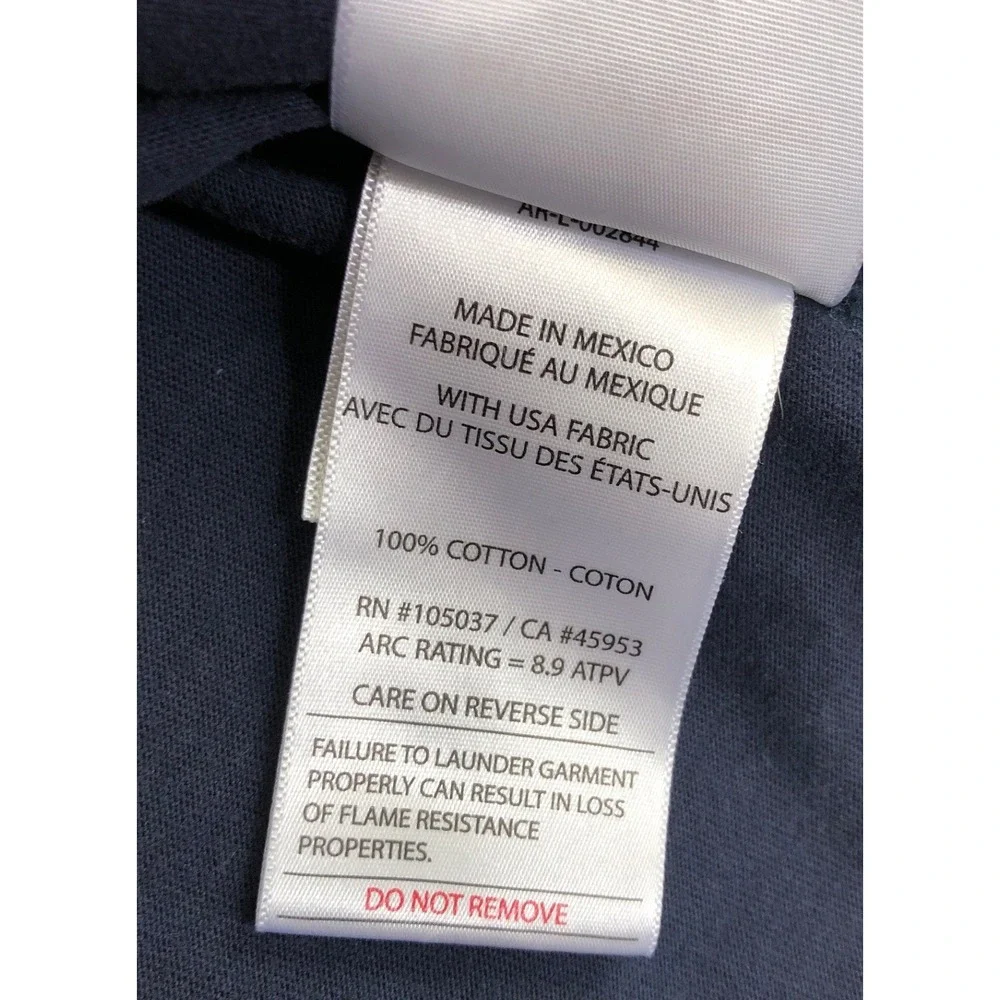 AR-L-002844
MADE IN MEXICO
FABRIQUÉ AU MEXIQUE
WITH USA FABRIC
AVEC DU TISSU DES ÉTATS-UNIS
100% COTTON - COTON
RN #105037 / CA #45953
ARC RATING = 8.9 ATPV
CARE ON REVERSE SIDE
FAILURE TO LAUNDER GARMENT
PROPERLY CAN RESULT IN LOSS
OF FLAME RESISTANCE
PROPERTIES.
DO NOT REMOVE